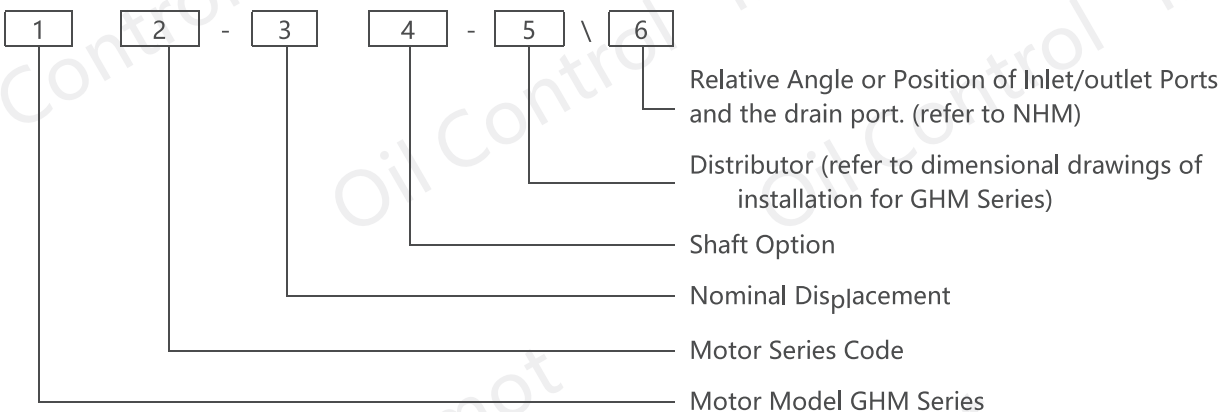 1 2 - 3 4 - 5 \ 6
Relative Angle or Position of Inlet/outlet Ports
and the drain port. (refer to NHM)
Distributor (refer to dimensional drawings of
installation for GHM Series)
Shaft Option
Nominal Displacement
Motor Series Code
Motor Model GHM Series
Oil Control